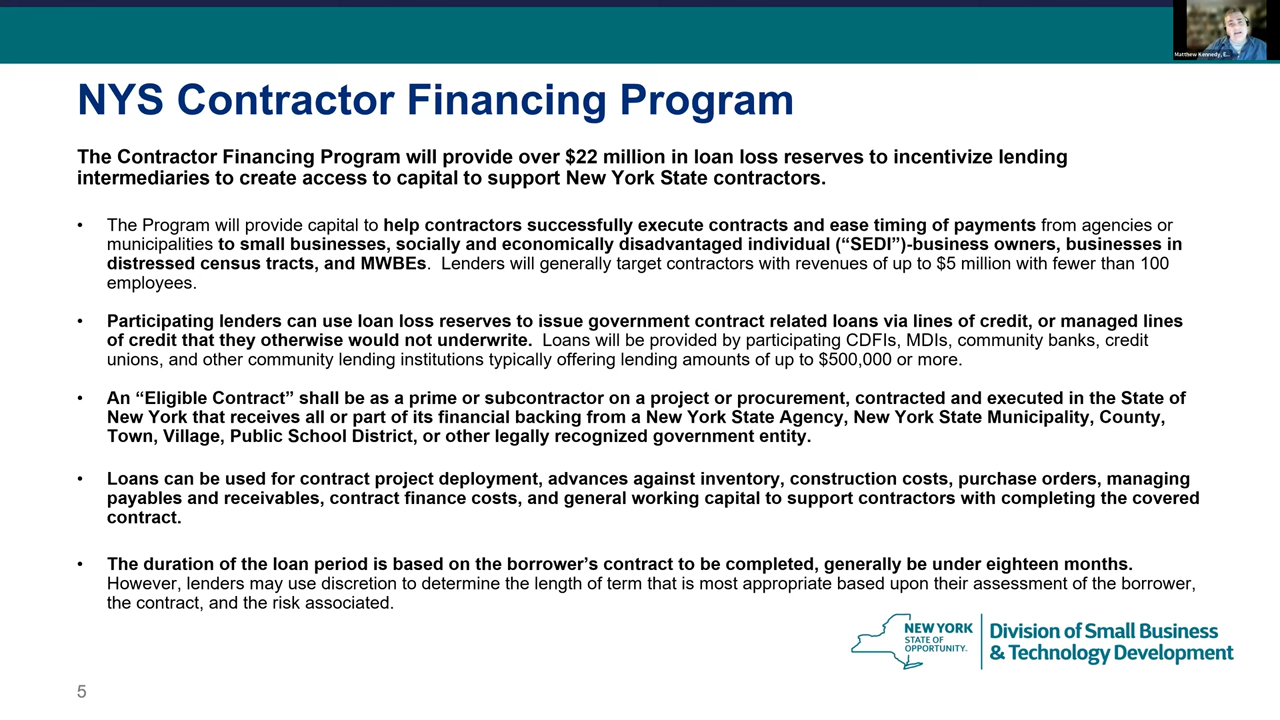 Matthew Kennedy, E...
NYS Contractor Financing Program
The Contractor Financing Program will provide over $22 million in loan loss reserves to incentivize lending
intermediaries to create access to capital to support New York State contractors.
• The Program will provide capital to help contractors successfully execute contracts and ease timing of payments from agencies or
municipalities to small businesses, socially and economically disadvantaged individual (“SEDI”)-business owners, businesses in
distressed census tracts, and MWBEs. Lenders will generally target contractors with revenues of up to $5 million with fewer than 100
employees.
• Participating lenders can use loan loss reserves to issue government contract related loans via lines of credit, or managed lines
of credit that they otherwise would not underwrite. Loans will be provided by participating CDFIs, MDIs, community banks, credit
unions, and other community lending institutions typically offering lending amounts of up to $500,000 or more.
• An “Eligible Contract” shall be as a prime or subcontractor on a project or procurement, contracted and executed in the State of
New York that receives all or part of its financial backing from a New York State Agency, New York State Municipality, County,
Town, Village, Public School District, or other legally recognized government entity.
• Loans can be used for contract project deployment, advances against inventory, construction costs, purchase orders, managing
payables and receivables, contract finance costs, and general working capital to support contractors with completing the covered
contract.
• The duration of the loan period is based on the borrower’s contract to be completed, generally be under eighteen months.
However, lenders may use discretion to determine the length of term that is most appropriate based upon their assessment of the borrower,
the contract, and the risk associated.
NEW YORK
STATE OF
OPPORTUNITY.
Division of Small Business
& Technology Development
5